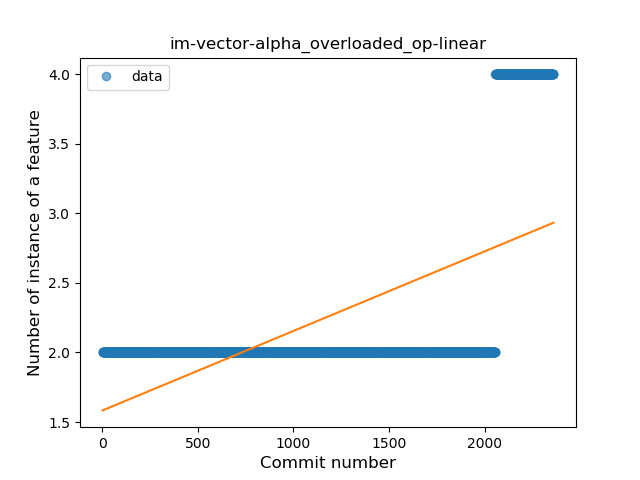 im-vector-alpha_overloaded_op-linear
data
Number of instance of a feature
4.0
3.5
3.0
2.5
2.0
1.5
0
500
1000
1500
2000
Commit number